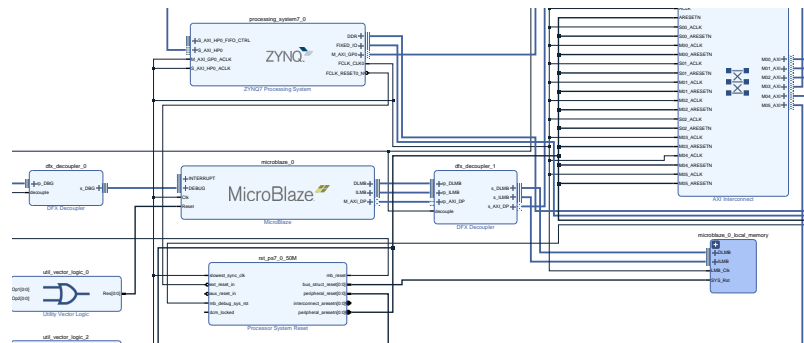 processing_system7_0
S_AXI_HP0_FIFO_CTRL
S_AXI_HP0
M_AXI_GP0_ACLK
S_AXI_HP0_ACLK
ZYNQ
DDR
FIXED_IO
M_AXI_GP0
FCLK_CLK0
FCLK_RESET0_N
ZYNQ7 Processing System
ARESETN
S00_ACLK
S00_ARESETN
M00_ACLK
M00_ARESETN
S01_ACLK
S01_ARESETN
M01_ACLK
M01_ARESETN
M02_ACLK
M02_ARESETN
S02_ACLK
S02_ARESETN
M03_ACLK
M03_ARESETN
M04_ACLK
M04_ARESETN
M05_ACLK
M05_ARESETN
M00_AXI
M01_AXI
M02_AXI
M03_AXI
M04_AXI
M05_AXI
AXI Interconnect
dfx_decoupler_0
rp_DBG
decouple
s_DBG
DFX Decoupler
microblaze_0
INTERRUPT
DEBUG
Clk
Reset
MicroBlaze
DLMB
ILMB
M_AXI_DP
MicroBlaze
dfx_decoupler_1
rp_DLMB
rp_ILMB
rp_AXI_DP
decouple
s_DLMB
s_ILMB
s_AXI_DP
DFX Decoupler
microblaze_0_local_memory
DLMB
ILMB
LMB_Clk
SYS_Rst
util_vector_logic_0
Op1[0:0]
Op2[0:0]
Res[0:0]
Utility Vector Logic
rst_ps7_0_50M
slowest_sync_clk
ext_reset_in
aux_reset_in
mb_debug_sys_rst
dcm_locked
mb_reset
bus_struct_reset[0:0]
peripheral_reset[0:0]
interconnect_aresetn[0:0]
peripheral_aresetn[0:0]
Processor System Reset
util_vector_logic_2